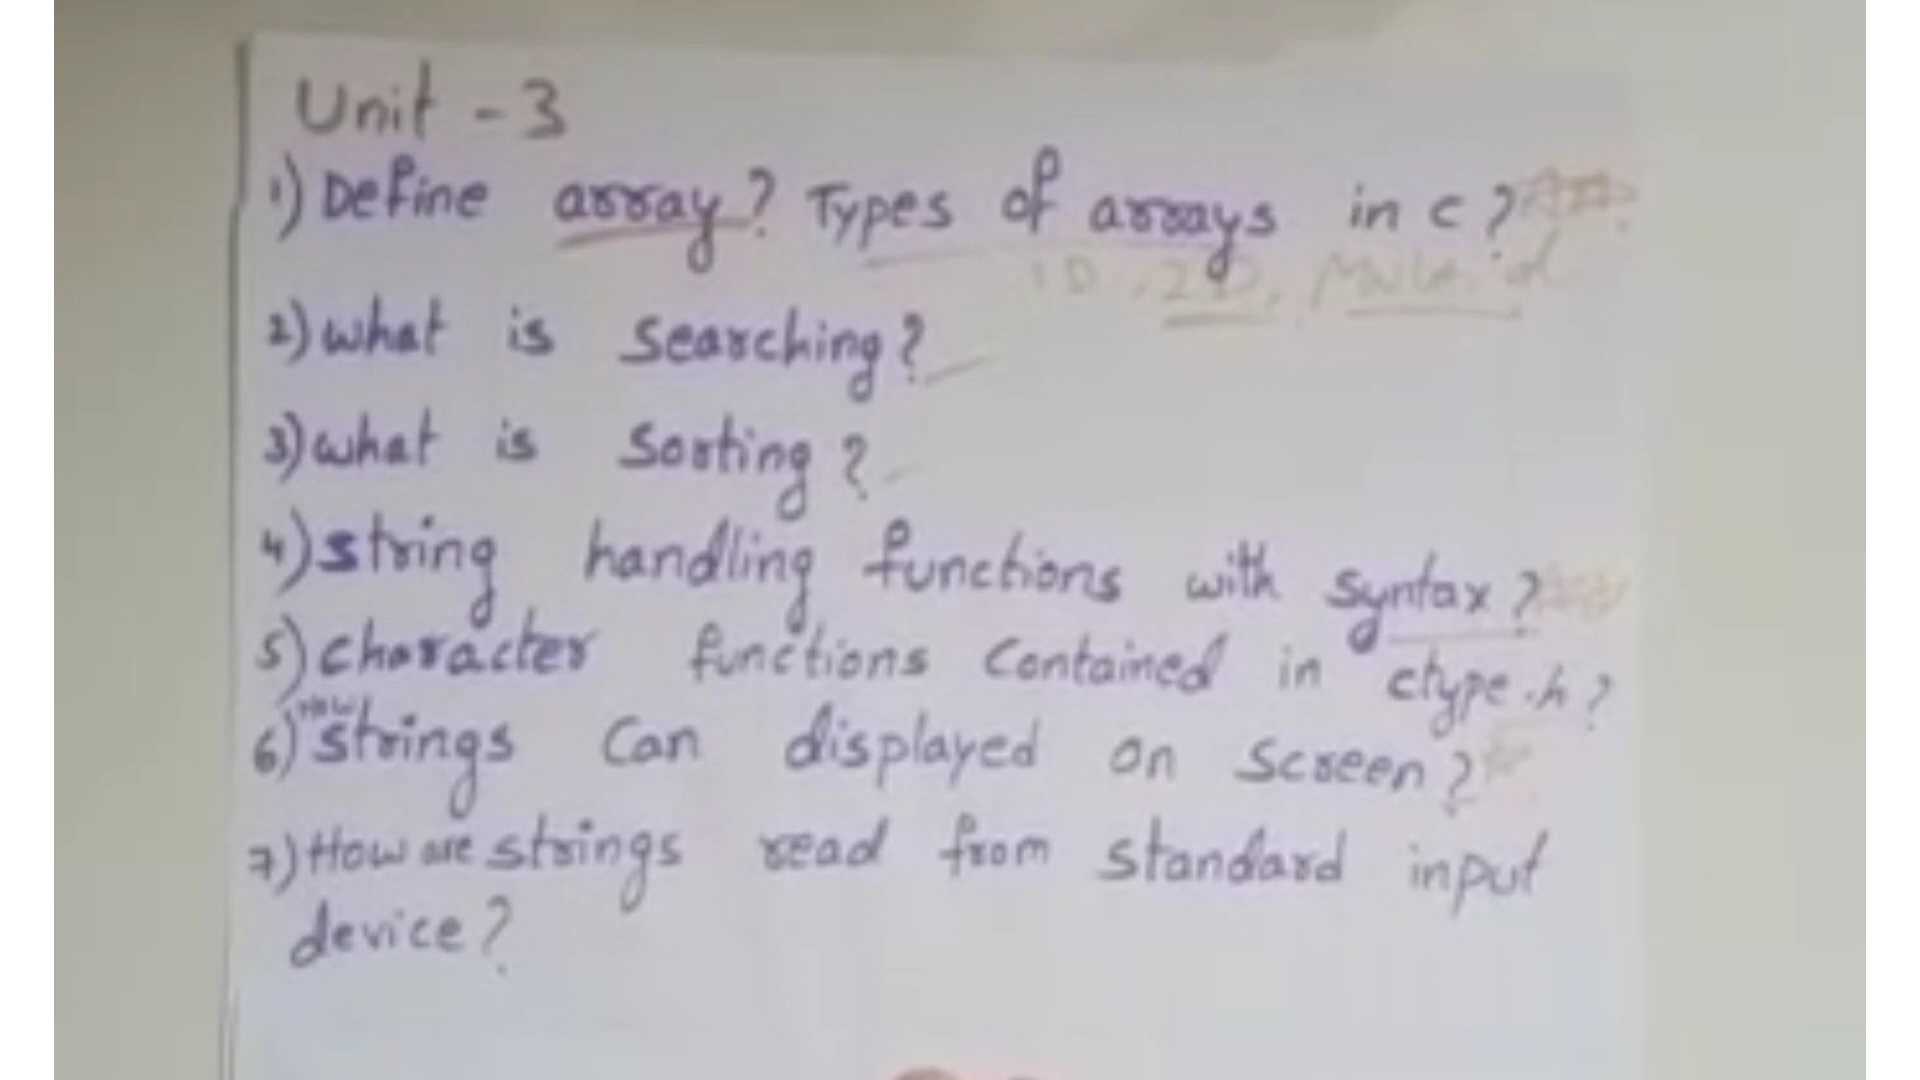 Unit - 3
1) Define array? Types of arrays in c?
1D, 2D, Multi. d
2) what is searching?
3) what is sorting?
4) string handling functions with syntax?
5) character functions contained in ctype.h?
6) how strings can displayed on screen?
7) How are strings read from standard input
device?